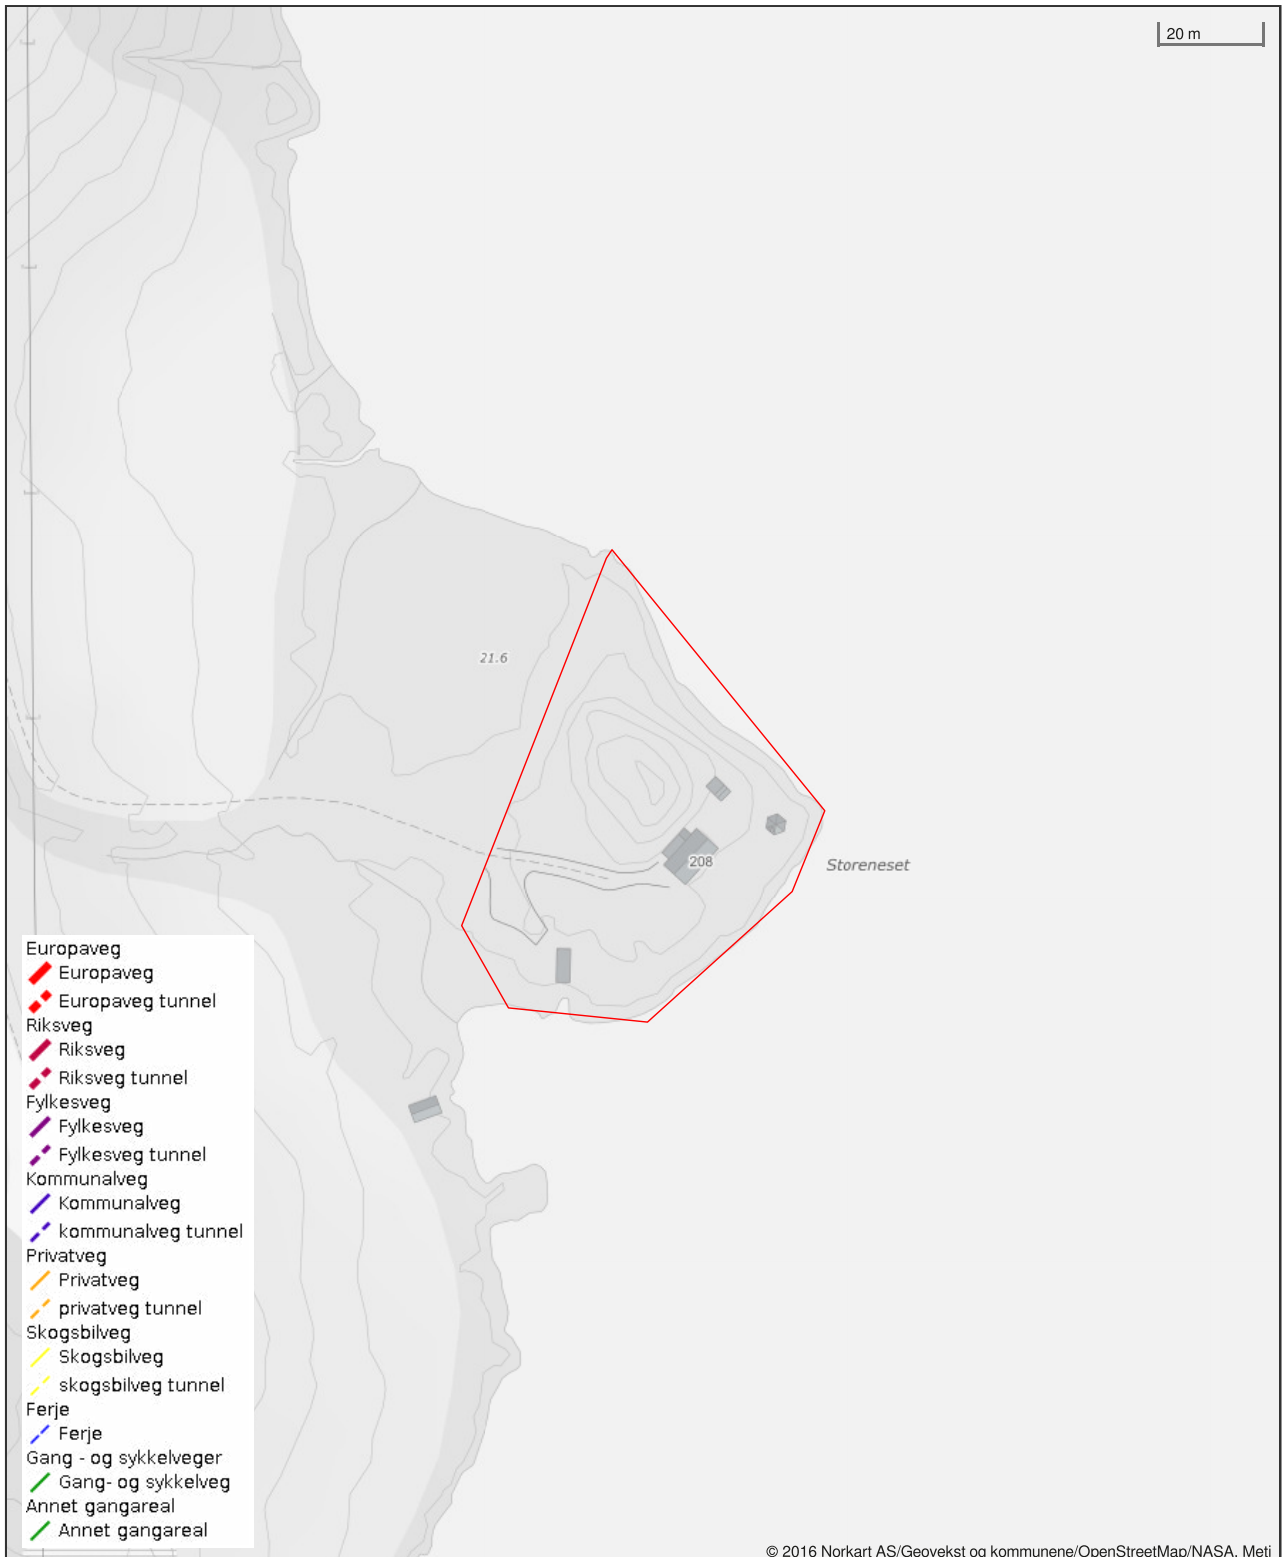 20 m
21.6
208
Storeneset
Europaveg
Europaveg
Europaveg tunnel
Riksveg
Riksveg
Riksveg tunnel
Fylkesveg
Fylkesveg
Fylkesveg tunnel
Kommunalveg
Kommunalveg
kommunalveg tunnel
Privatveg
Privatveg
privatveg tunnel
Skogsbilveg
Skogsbilveg
skogsbilveg tunnel
Ferje
Ferje
Gang - og sykkelveger
Gang- og sykkelveg
Annet gangareal
Annet gangareal
© 2016 Norkart AS/Geovekst og kommunene/OpenStreetMap/NASA, Meti